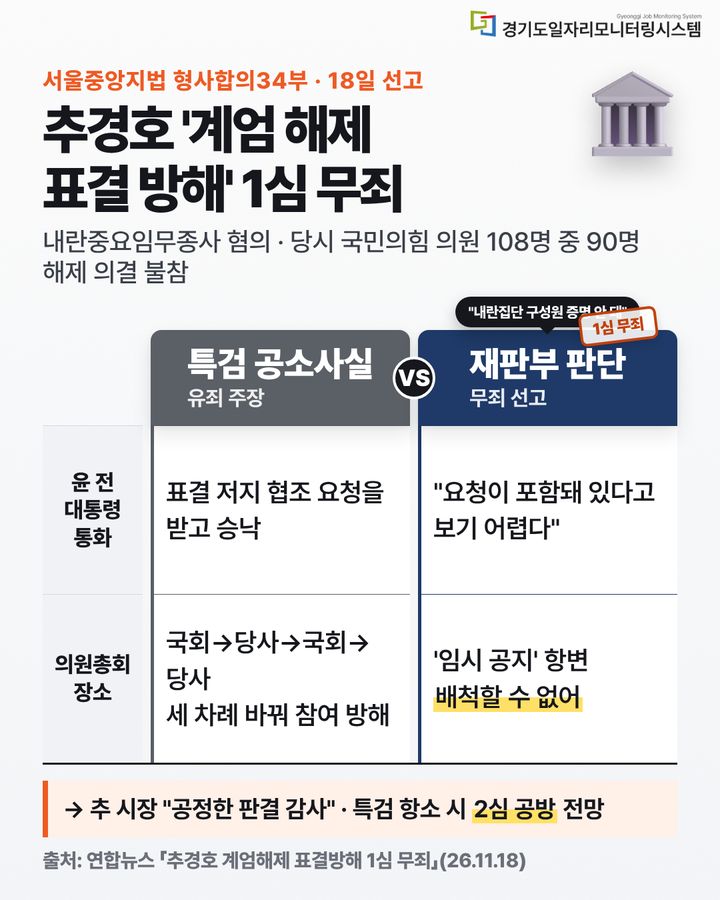 Gyeonggi Job Monitoring System
경기도일자리모니터링시스템
서울중앙지법 형사합의34부 · 18일 선고
추경호 '계엄 해제
표결 방해' 1심 무죄
내란중요임무종사 혐의 · 당시 국민의힘 의원 108명 중 90명
해제 의결 불참
"내란집단 구성원 증명
1심 무죄
특검 공소사실
유죄 주장
VS
재판부 판단
무죄 선고
윤 전
대통령
통화
표결 저지 협조 요청을
받고 승낙
"요청이 포함돼 있다고
보기 어렵다"
의원총회
장소
국회→당사→국회→
당사
세 차례 바꿔 참여 방해
'임시 공지' 항변
배척할 수 없어
→ 추 시장 "공정한 판결 감사" · 특검 항소 시 2심 공방 전망
출처: 연합뉴스 「추경호 계엄해제 표결방해 1심 무죄」(26.11.18)